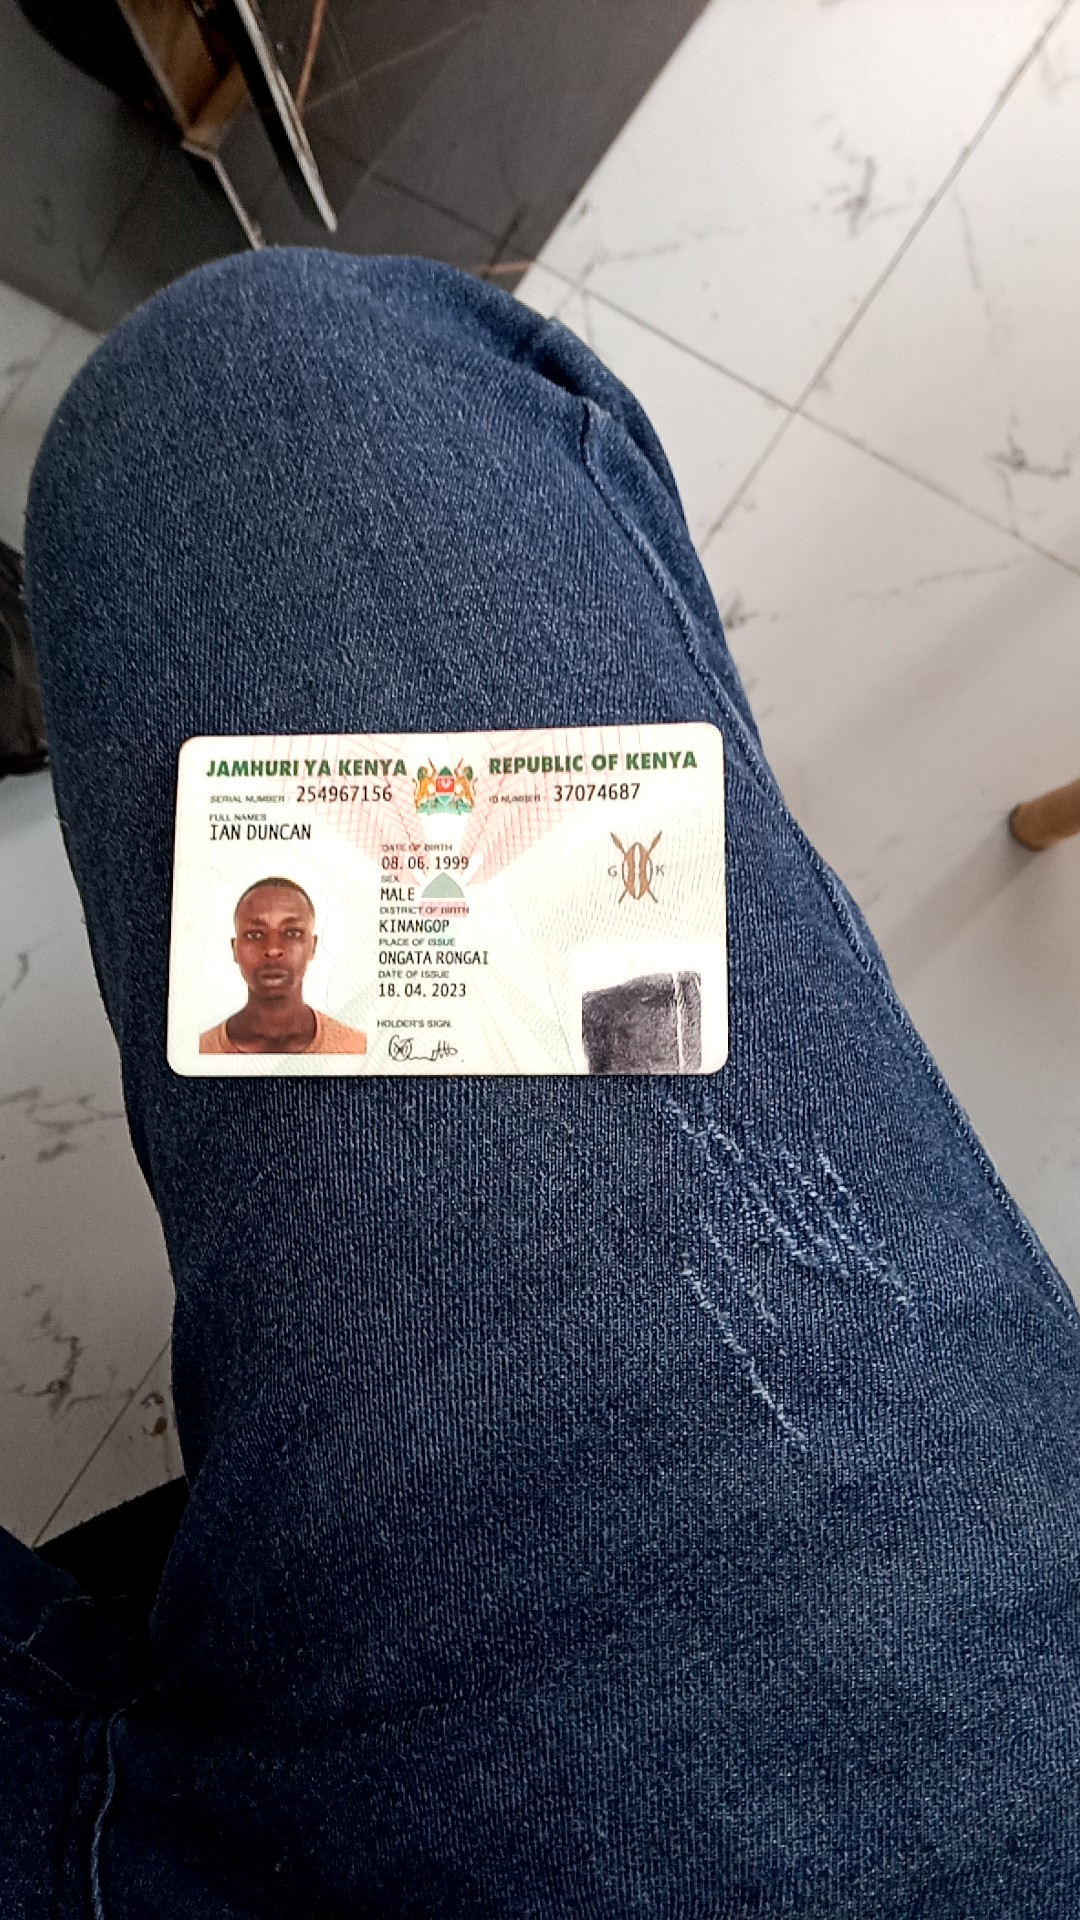 JAMHURI YA KENYA REPUBLIC OF KENYA
SERIAL NUMBER: 254967156 ID NUMBER: 37074687
FULL NAMES
IAN DUNCAN
DATE OF BIRTH
08. 06. 1999
SEX
MALE
DISTRICT OF BIRTH
KINANGOP
PLACE OF ISSUE
ONGATA RONGAI
DATE OF ISSUE
18. 04. 2023
HOLDER'S SIGN.
G K